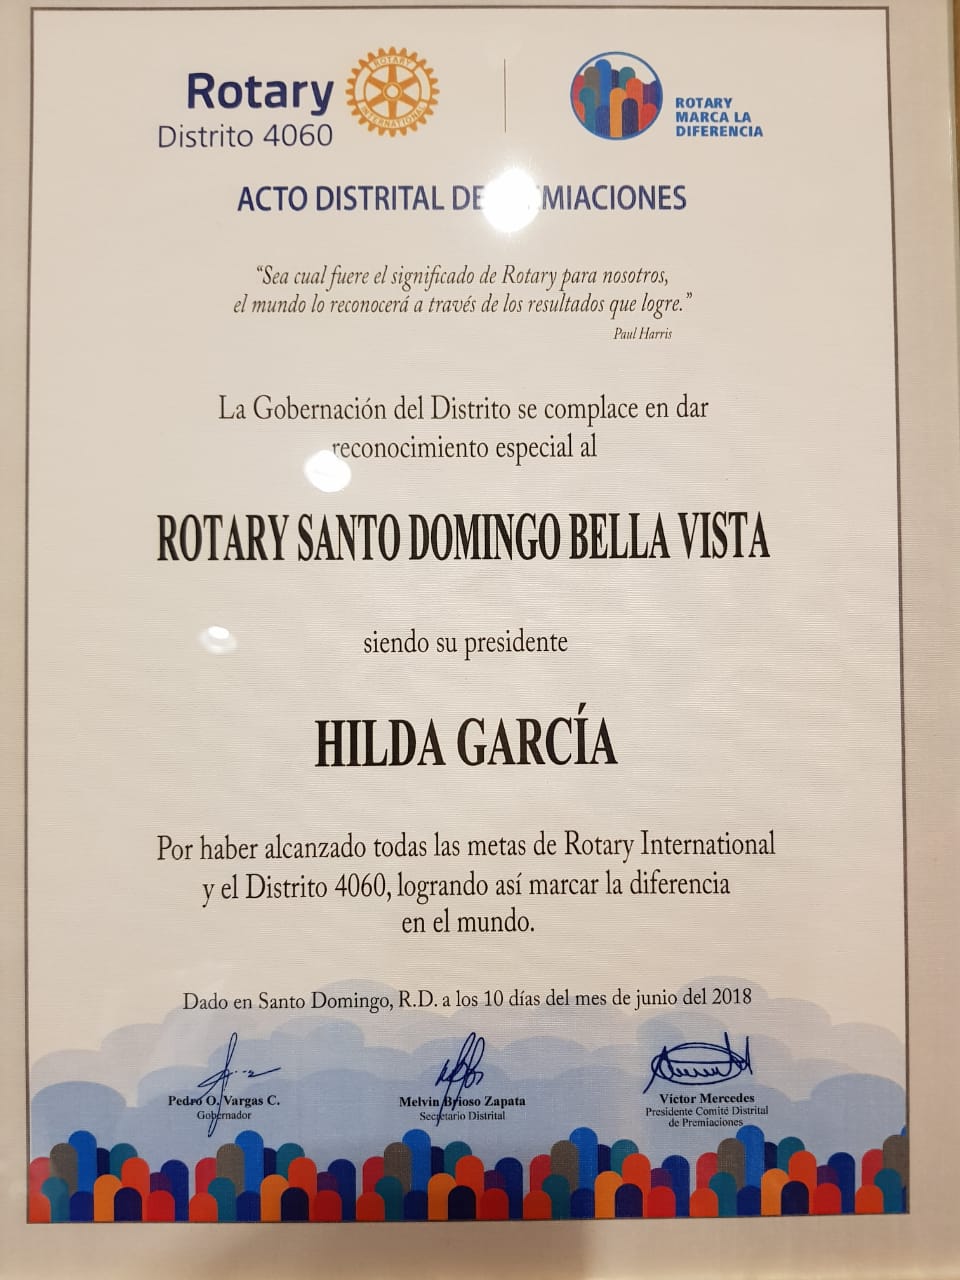 Rotary
Distrito 4060
ROTARY
INTERNATIONAL
ROTARY
MARCA LA
DIFERENCIA
ACTO DISTRITAL DE MIACIONES
“Sea cual fuere el significado de Rotary para nosotros,
el mundo lo reconocerá a través de los resultados que logre.”
Paul Harris
La Gobernación del Distrito se complace en dar
reconocimiento especial al
ROTARY SANTO DOMINGO BELLA VISTA
siendo su presidente
HILDA GARCÍA
Por haber alcanzado todas las metas de Rotary International
y el Distrito 4060, logrando así marcar la diferencia
en el mundo.
Dado en Santo Domingo, R.D. a los 10 días del mes de junio del 2018
Pedro O. Vargas C.
Gobernador
Melvin Brioso Zapata
Secretario Distrital
Víctor Mercedes
Presidente Comité Distrital
de Premiaciones